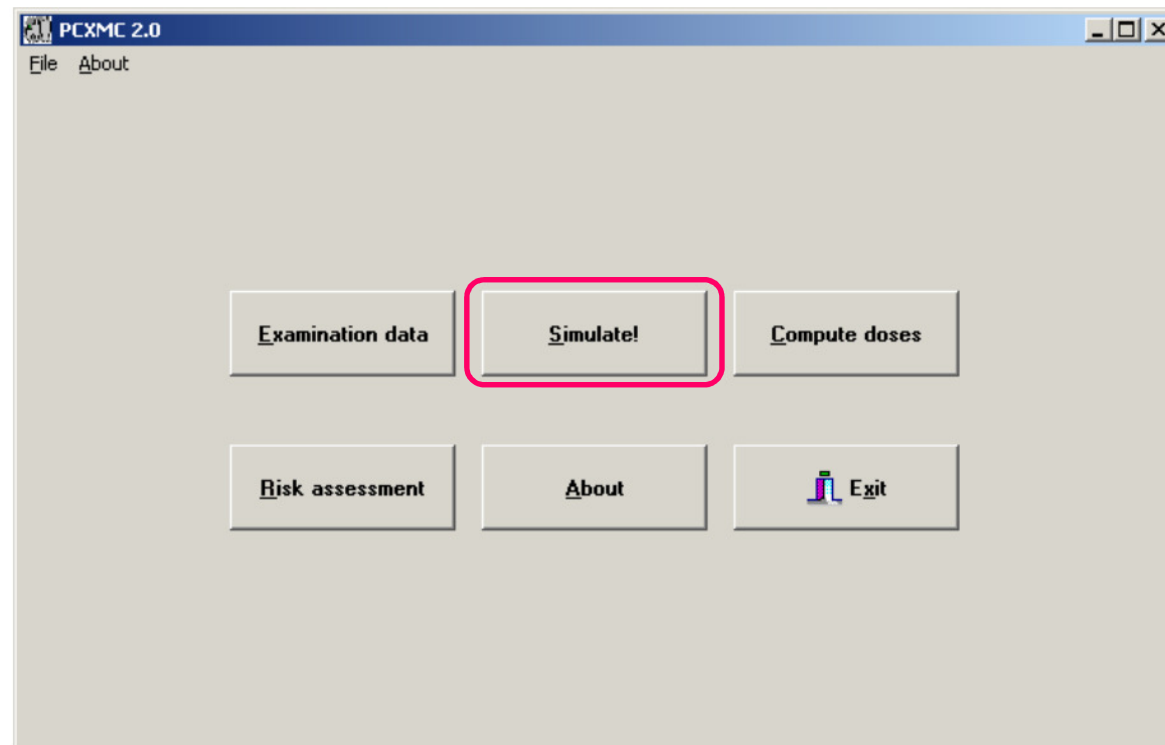 PCXMC 2.0
File About
Examination data
Simulate!
Compute doses
Risk assessment
About
Exit